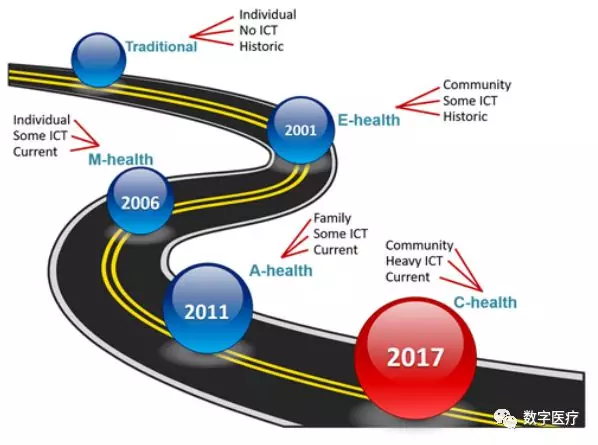 Individual
No ICT
Historic
Traditional
Community
Some ICT
Historic
E-health
2001
Individual
Some ICT
Current
M-health
2006
Family
Some ICT
Current
A-health
2011
Community
Heavy ICT
Current
C-health
2017
数字医疗